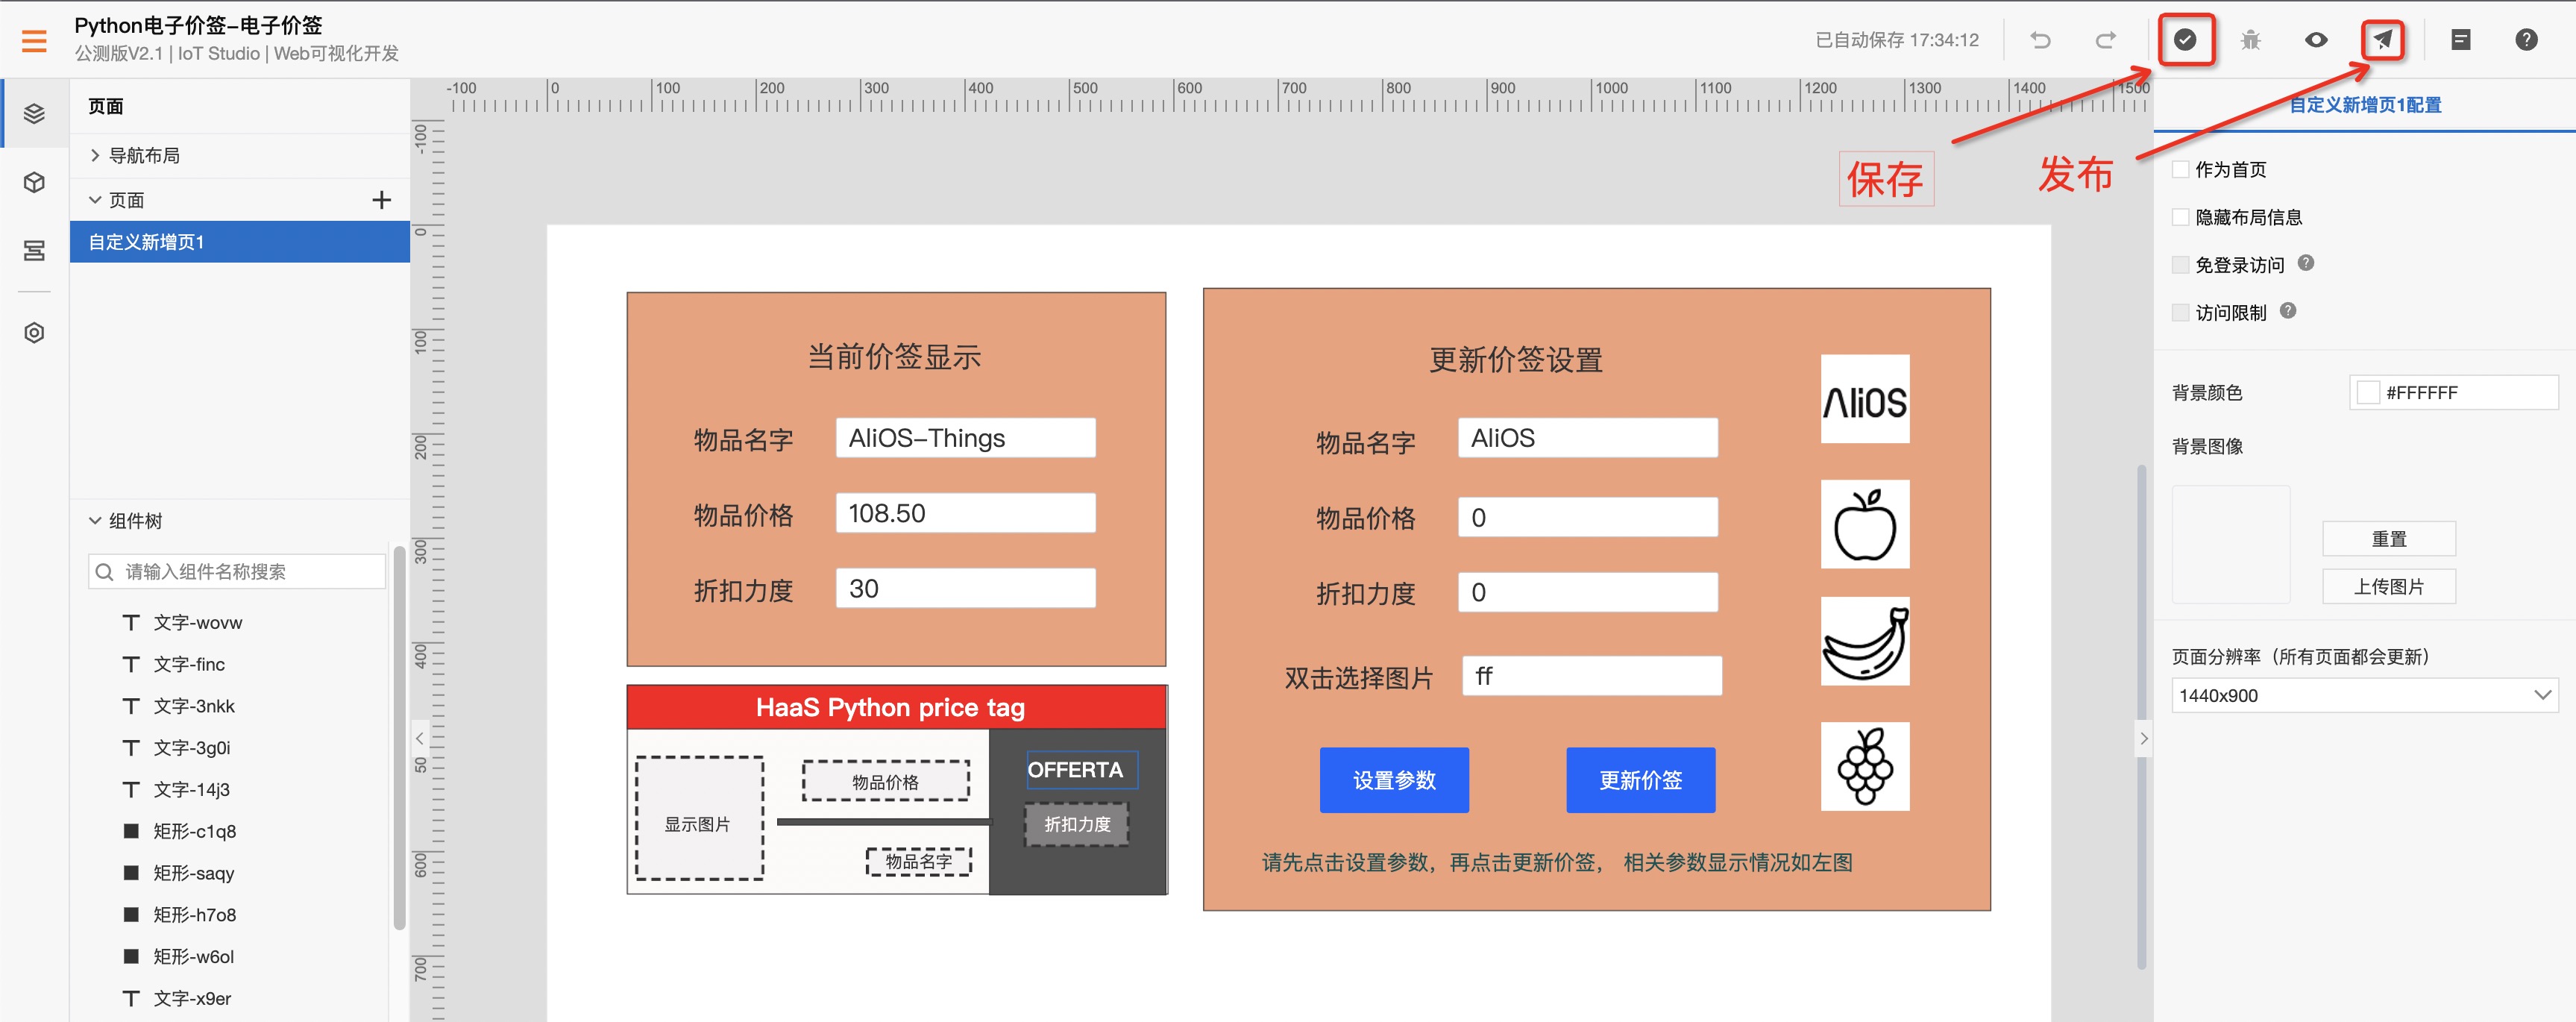 Python电子价签-电子价签
公测版V2.1 | IoT Studio | Web可视化开发
已自动保存 17:34:12
页面
导航布局
页面
自定义新增页1
组件树
请输入组件名称搜索
文字-wovw
文字-finc
文字-3nkk
文字-3g0i
文字-14j3
矩形-c1q8
矩形-saqy
矩形-h7o8
矩形-w6ol
文字-x9er
-100 0 100 200 300 400 500 600 700 800 900 1000 1100 1200 1300 1400 1500
-100
0
100
200
300
400
50
600
700
保存
发布
当前价签显示
物品名字 AliOS-Things
物品价格 108.50
折扣力度 30
HaaS Python price tag
显示图片
物品价格
物品名字
OFFERTA
折扣力度
更新价签设置
物品名字 AliOS
物品价格 0
折扣力度 0
双击选择图片 ff
设置参数 更新价签
请先点击设置参数，再点击更新价签， 相关参数显示情况如左图
AliOS
自定义新增页1配置
作为首页
隐藏布局信息
免登录访问 ?
访问限制 ?
背景颜色 #FFFFFF
背景图像
重置
上传图片
页面分辨率（所有页面都会更新）
1440x900